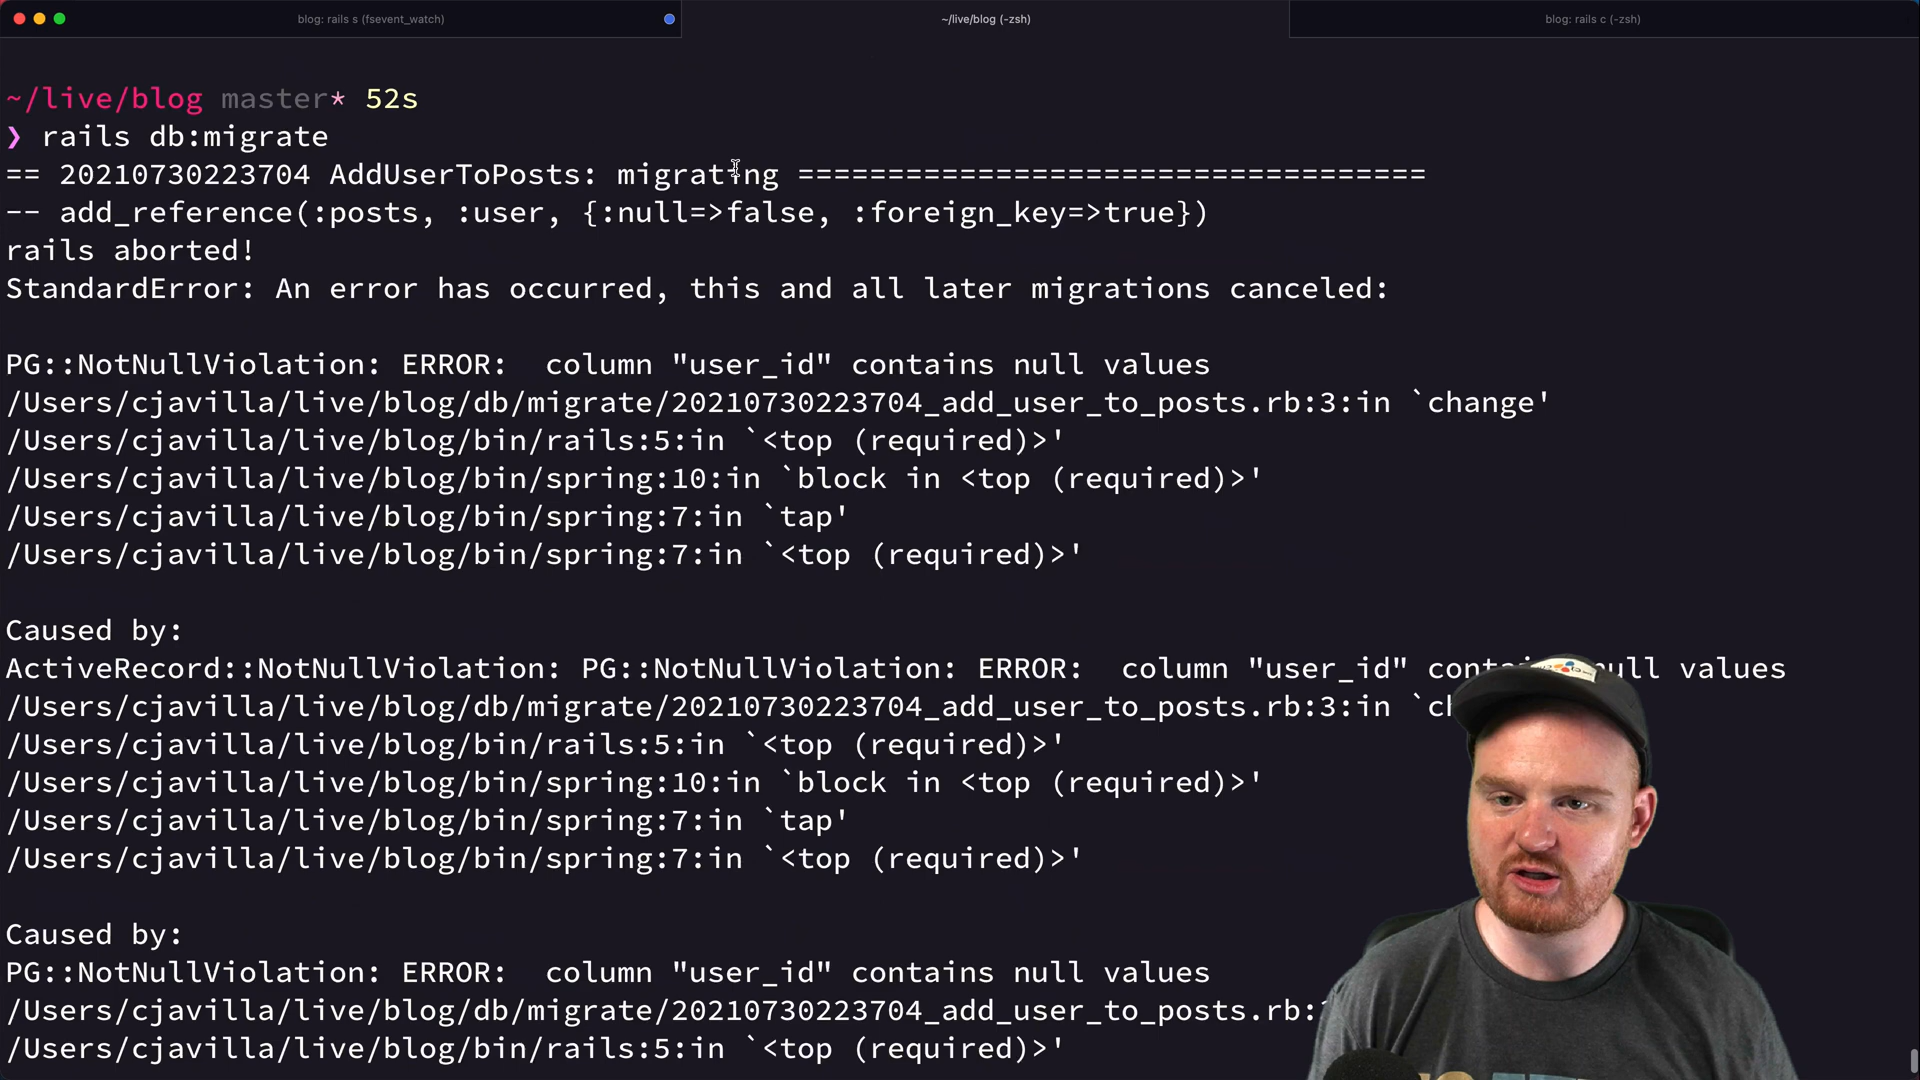 blog: rails s (fsevent_watch)
~/live/blog (-zsh)
blog: rails c (-zsh)
~/live/blog master* 52s
❯ rails db:migrate
== 20210730223704 AddUserToPosts: migrating ===================================
-- add_reference(:posts, :user, {:null=>false, :foreign_key=>true})
rails aborted!
StandardError: An error has occurred, this and all later migrations canceled:
PG::NotNullViolation: ERROR:  column "user_id" contains null values
/Users/cjavilla/live/blog/db/migrate/20210730223704_add_user_to_posts.rb:3:in `change'
/Users/cjavilla/live/blog/bin/rails:5:in `<top (required)>'
/Users/cjavilla/live/blog/bin/spring:10:in `block in <top (required)>'
/Users/cjavilla/live/blog/bin/spring:7:in `tap'
/Users/cjavilla/live/blog/bin/spring:7:in `<top (required)>'
Caused by:
ActiveRecord::NotNullViolation: PG::NotNullViolation: ERROR:  column "user_id" contains null values
/Users/cjavilla/live/blog/db/migrate/20210730223704_add_user_to_posts.rb:3:in
/Users/cjavilla/live/blog/bin/rails:5:in `<top (required)>'
/Users/cjavilla/live/blog/bin/spring:10:in `block in <top (required)>'
/Users/cjavilla/live/blog/bin/spring:7:in `tap'
/Users/cjavilla/live/blog/bin/spring:7:in `<top (required)>'
Caused by:
PG::NotNullViolation: ERROR:  column "user_id" contains null values
/Users/cjavilla/live/blog/db/migrate/20210730223704_add_user_to_posts.rb:
/Users/cjavilla/live/blog/bin/rails:5:in `<top (required)>'